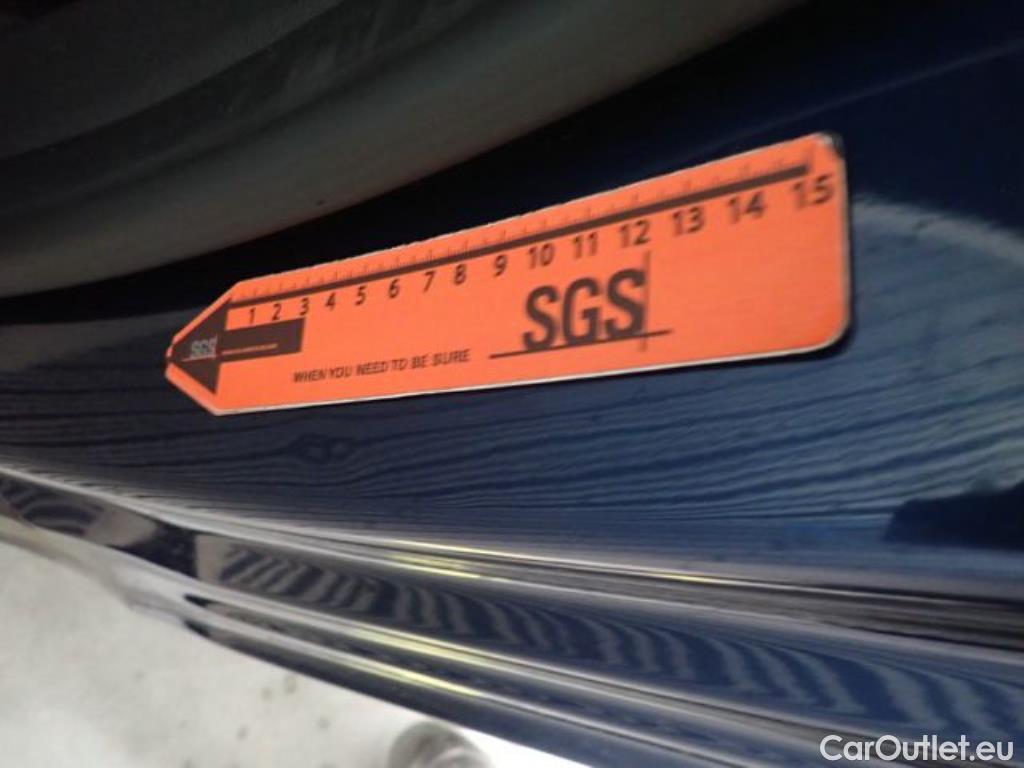 1 2 3 4 5 6 7 8 9 10 11 12 13 14 15
SGS
SGS
WHEN YOU NEED TO BE SURE
CarOutlet.eu